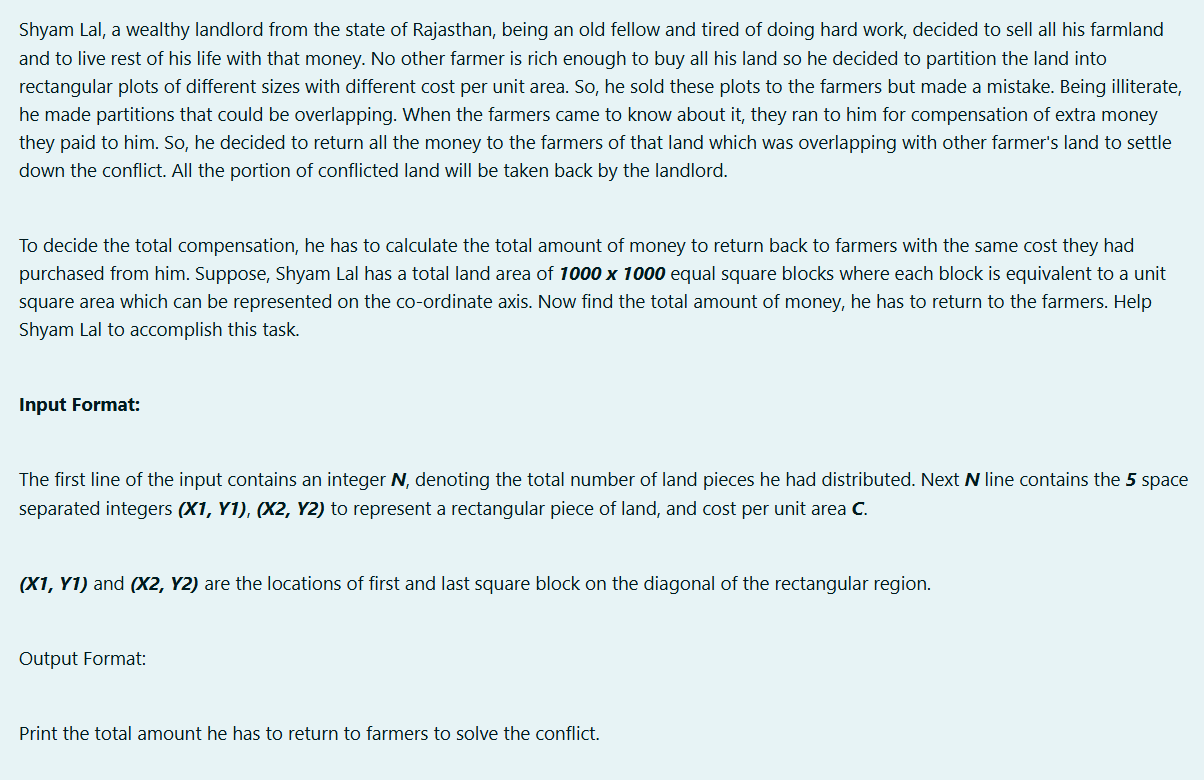 Shyam Lal, a wealthy landlord from the state of Rajasthan, being an old fellow and tired of doing hard work, decided to sell all his farmland
and to live rest of his life with that money. No other farmer is rich enough to buy all his land so he decided to partition the land into
rectangular plots of different sizes with different cost per unit area. So, he sold these plots to the farmers but made a mistake. Being illiterate,
he made partitions that could be overlapping. When the farmers came to know about it, they ran to him for compensation of extra money
they paid to him. So, he decided to return all the money to the farmers of that land which was overlapping with other farmer's land to settle
down the conflict. All the portion of conflicted land will be taken back by the landlord.
To decide the total compensation, he has to calculate the total amount of money to return back to farmers with the same cost they had
purchased from him. Suppose, Shyam Lal has a total land area of 1000 x 1000 equal square blocks where each block is equivalent to a unit
square area which can be represented on the co-ordinate axis. Now find the total amount of money, he has to return to the farmers. Help
Shyam Lal to accomplish this task.
Input Format:
The first line of the input contains an integer N, denoting the total number of land pieces he had distributed. Next N line contains the 5 space
separated integers (X1, Y1), (X2, Y2) to represent a rectangular piece of land, and cost per unit area C.
(X1, Y1) and (X2, Y2) are the locations of first and last square block on the diagonal of the rectangular region.
Output Format:
Print the total amount he has to return to farmers to solve the conflict.